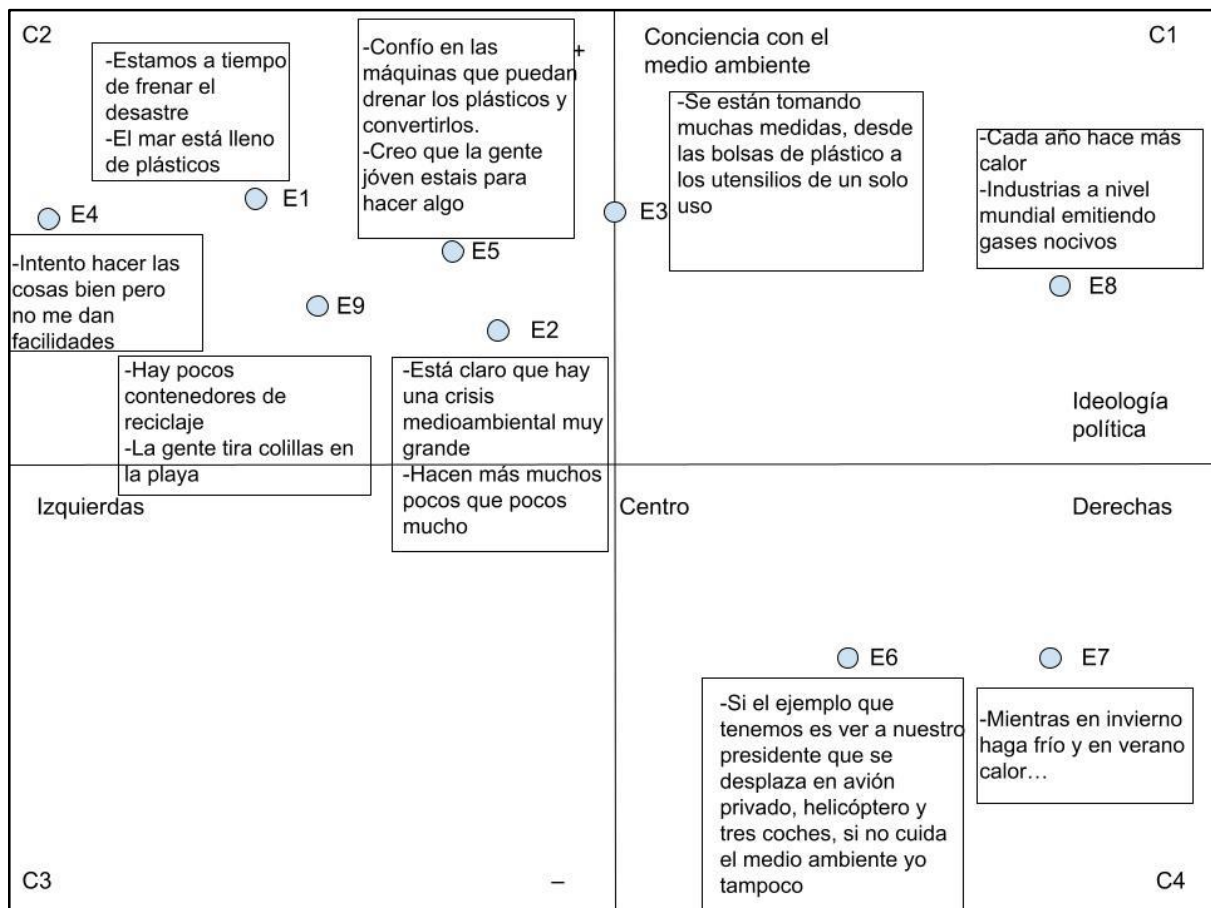 C2
-Estamos a tiempo
de frenar el
desastre
-El mar está lleno
de plásticos
E1
E4
-Intento hacer las
cosas bien pero
no me dan
facilidades
-Confío en las
máquinas que puedan
drenar los plásticos y
convertirlos.
-Creo que la gente
jóven estais para
hacer algo
+
E5
E9
E2
-Hay pocos
contenedores de
reciclaje
-La gente tira colillas en
la playa
-Está claro que hay
una crisis
medioambiental muy
grande
-Hacen más muchos
pocos que pocos
mucho
Conciencia con el
medio ambiente
C1
-Se están tomando
muchas medidas, desde
las bolsas de plástico a
los utensilios de un solo
uso
E3
-Cada año hace más
calor
-Industrias a nivel
mundial emitiendo
gases nocivos
E8
Ideología
política
Izquierdas
Centro
Derechas
E6
E7
-Si el ejemplo que
tenemos es ver a nuestro
presidente que se
desplaza en avión
privado, helicóptero y
tres coches, si no cuida
el medio ambiente yo
tampoco
-Mientras en invierno
haga frío y en verano
calor…
C3
–
C4